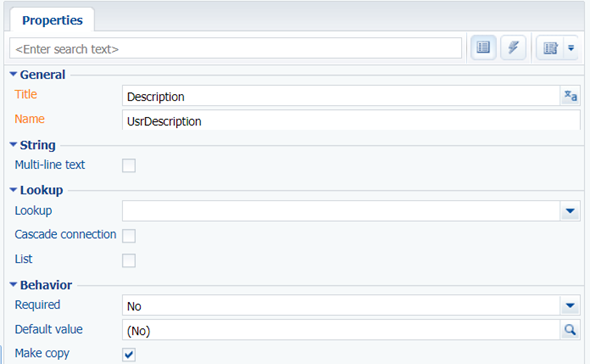 Properties
<Enter search text>
General
Title Description
Name UsrDescription
String
Multi-line text
Lookup
Lookup
Cascade connection
List
Behavior
Required No
Default value (No)
Make copy